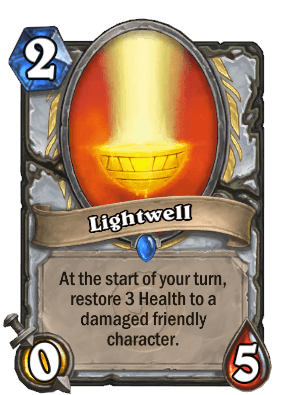 2
Lightwell
At the start of your turn,
restore 3 Health to a
damaged friendly
character.
0
5